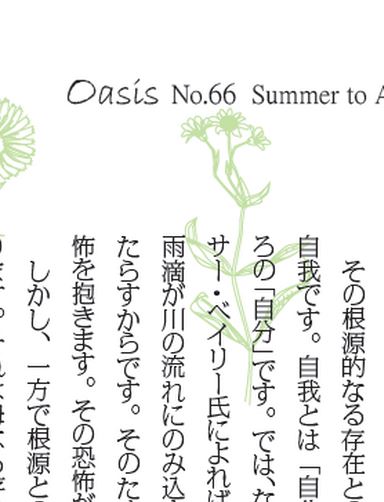 Oasis No.66 Summer to A
その根源的なる存在と
自我です。自我とは「自
ろの「自分」です。では、な
サー・ベイリー氏によれば
雨滴が川の流れにのみ込
たらすからです。そのた
怖を抱きます。その恐怖が
しかし、一方で根源と